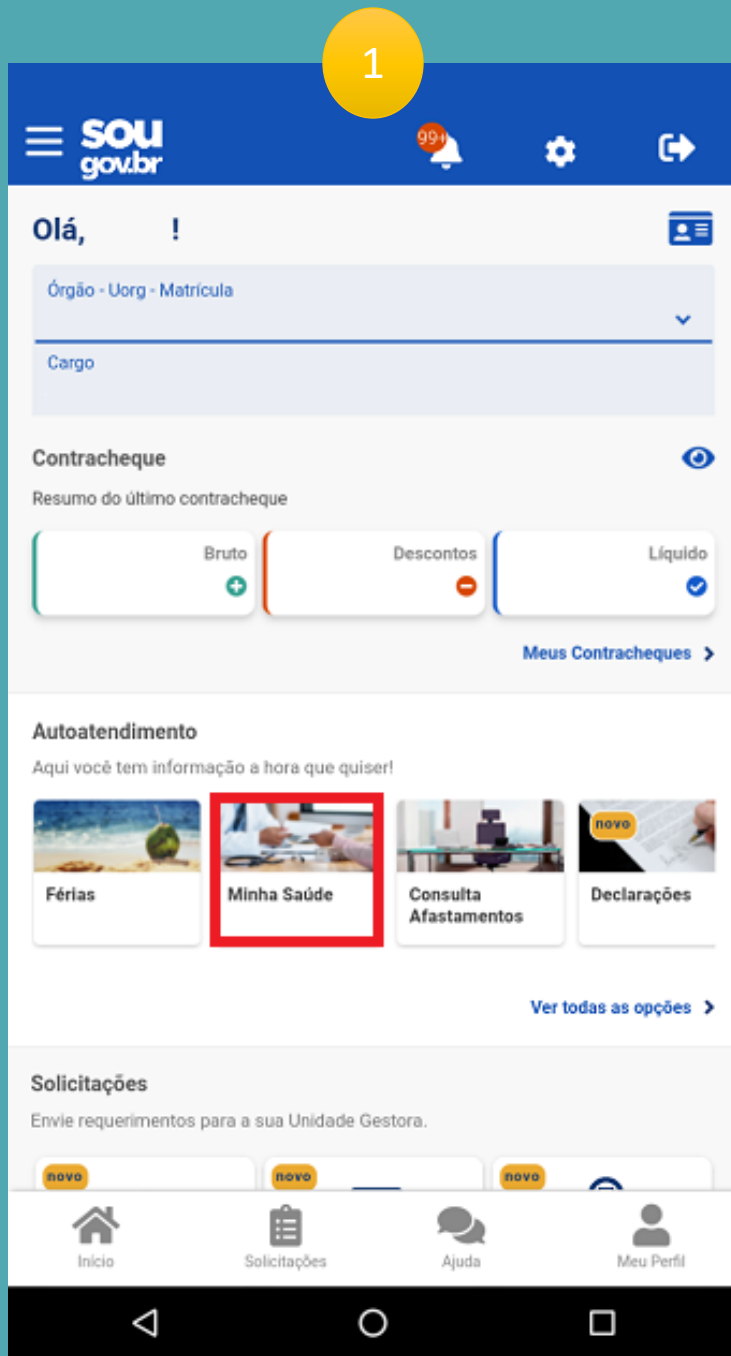 1
sou
gov.br
99+
Olá, !
Órgão - Uorg - Matrícula
Cargo
Contracheque
Resumo do último contracheque
Bruto
Descontos
Líquido
Meus Contracheques
Autoatendimento
Aqui você tem informação a hora que quiser!
novo
Férias
Minha Saúde
Consulta
Afastamentos
Declarações
Ver todas as opções
Solicitações
Envie requerimentos para a sua Unidade Gestora.
novo
novo
novo
Início
Solicitações
Ajuda
Meu Perfil